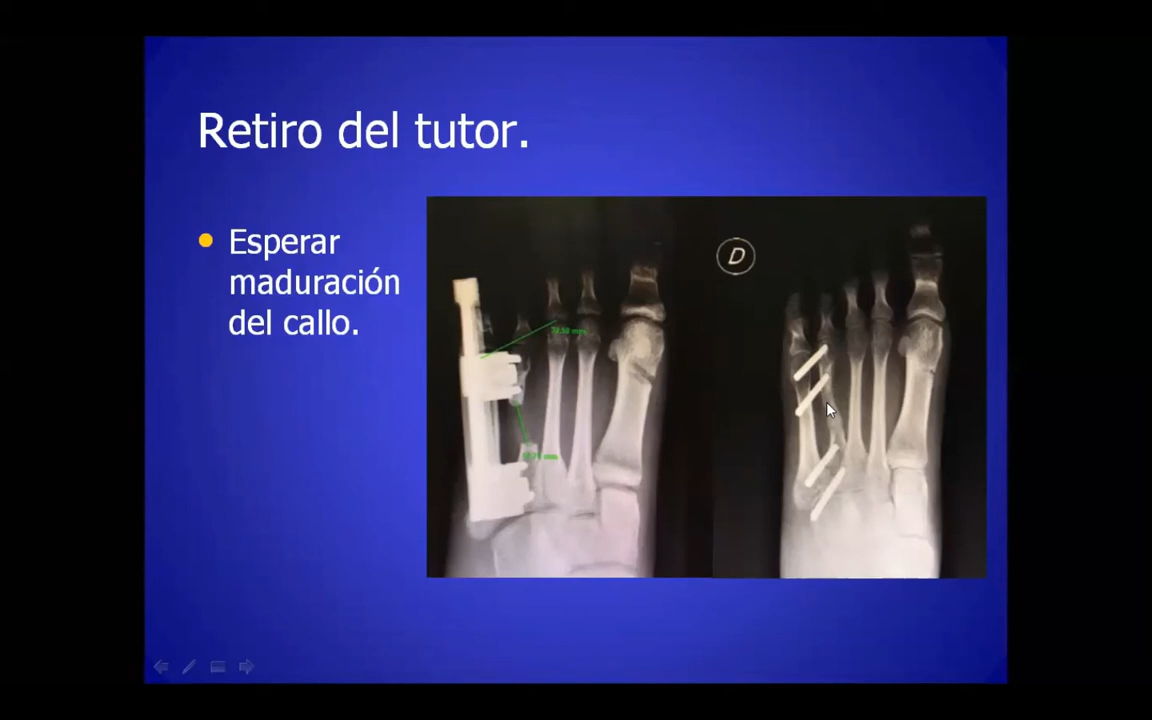 Retiro del tutor.
Esperar
maduración
del callo.
D